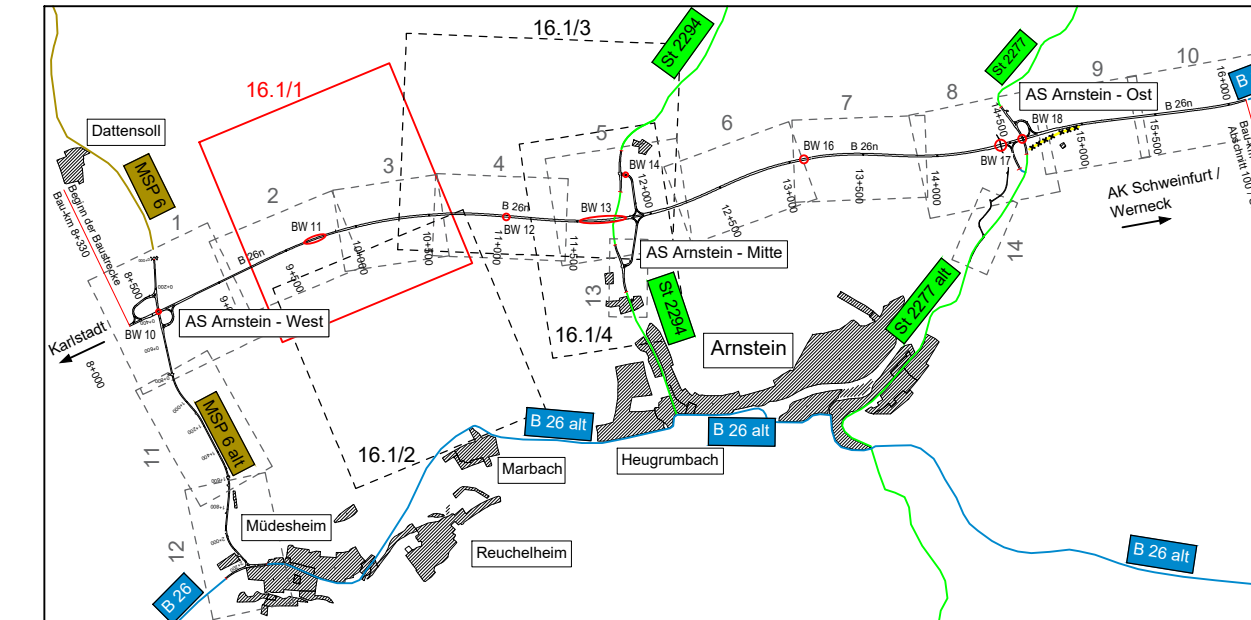 16.1/3
St 2294
St 2277
10
9
8
7
6
5
4
3
2
1
16.1/1
Dattensoll
MSP 6
Beginn der Baustrecke
Bau-km 8+330
AS Arnstein - Ost
16+000
B
Bau-km
4+500
BW 18
BW 17
15+000
15+500
B 26n
AK Schweinfurt /
Werneck
BW 16
B 26n
13+000
13+500
14+000
12+500
BW 14
12+000
BW 13
B 26n
BW 12
11+000
11+500
10+500
10+000
BW 11
B 26n
9+500
8+500
0+200
AS Arnstein - Mitte
AS Arnstein - West
BW 10
Karlstadt
8+000
13
14
St 2294
St 2277 alt
16.1/4
Arnstein
MSP 6 alt
11
B 26 alt
B 26 alt
16.1/2
Marbach
Heugrumbach
Müdesheim
Reuchelheim
12
B 26
B 26 alt